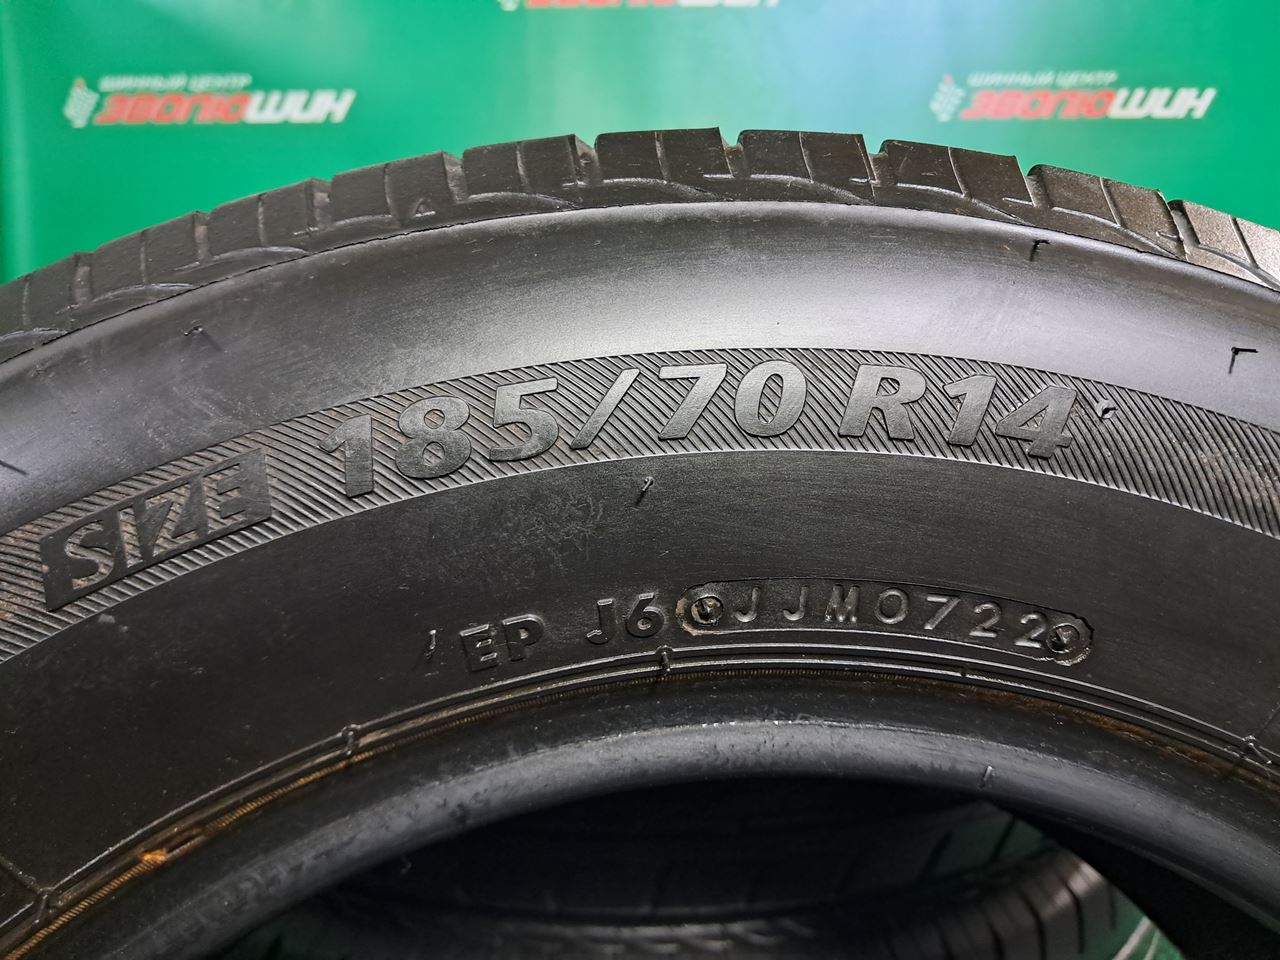 ШИННЫЙ ЦЕНТР
ЭВОЛЮШИН
ШИННЫЙ ЦЕНТР
ЭВОЛЮШИН
SIZE 185/70 R14
EP J6 JJM0722